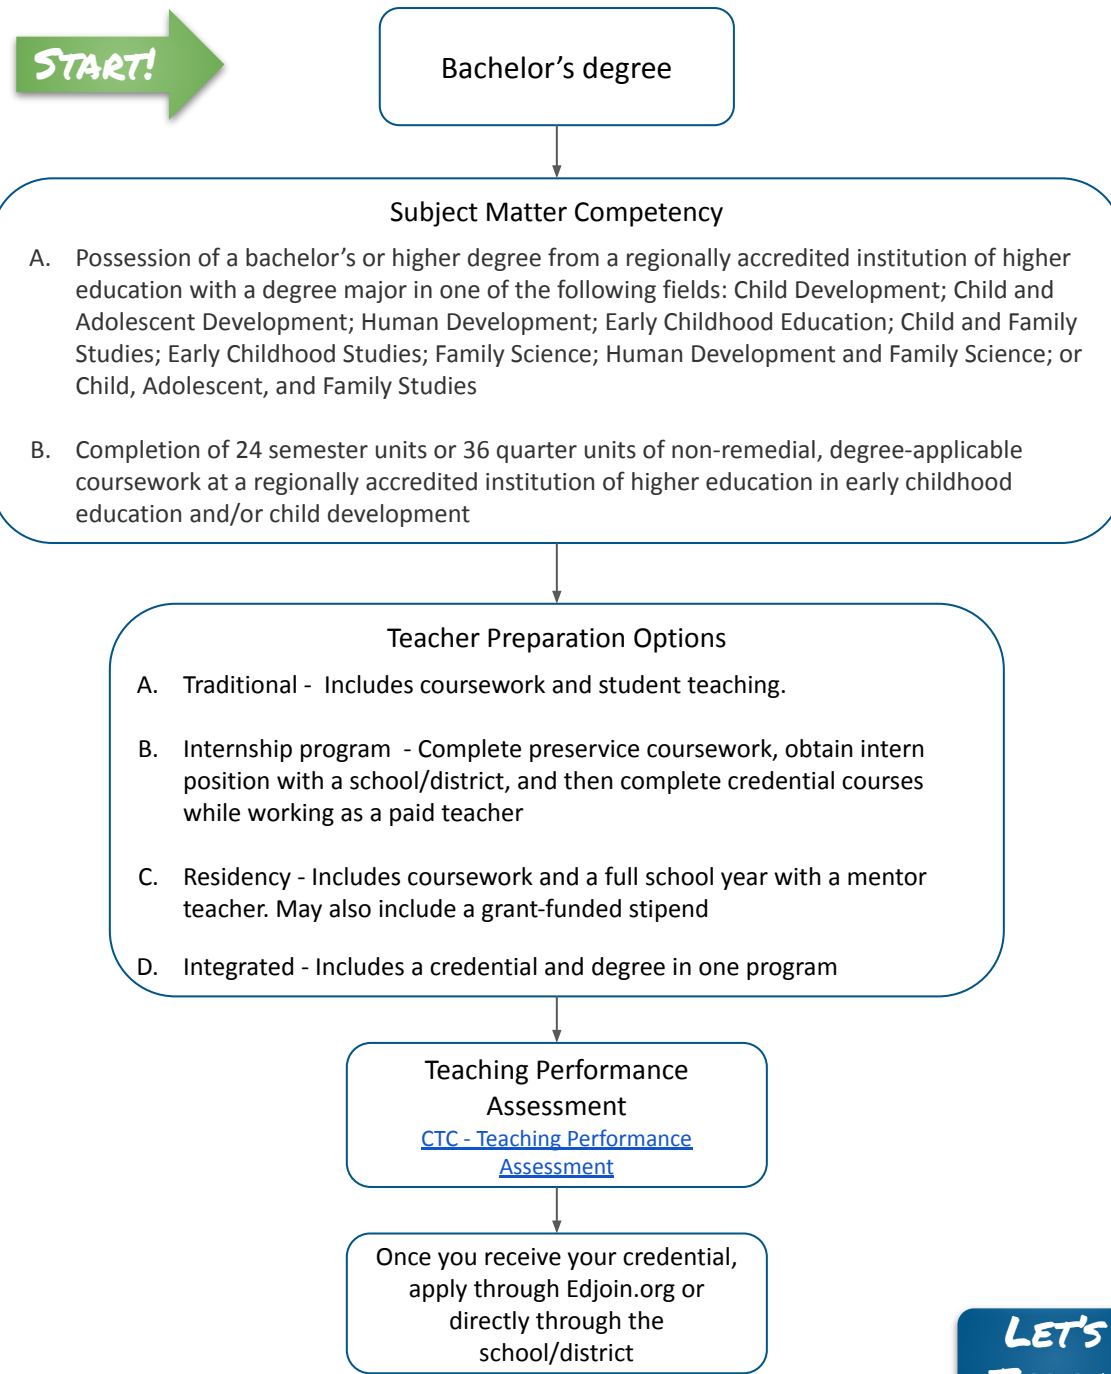 START!
Bachelor’s degree
Subject Matter Competency
A. Possession of a bachelor’s or higher degree from a regionally accredited institution of higher
education with a degree major in one of the following fields: Child Development; Child and
Adolescent Development; Human Development; Early Childhood Education; Child and Family
Studies; Early Childhood Studies; Family Science; Human Development and Family Science; or
Child, Adolescent, and Family Studies
B. Completion of 24 semester units or 36 quarter units of non-remedial, degree-applicable
coursework at a regionally accredited institution of higher education in early childhood
education and/or child development
Teacher Preparation Options
A. Traditional - Includes coursework and student teaching.
B. Internship program - Complete preservice coursework, obtain intern
position with a school/district, and then complete credential courses
while working as a paid teacher
C. Residency - Includes coursework and a full school year with a mentor
teacher. May also include a grant-funded stipend
D. Integrated - Includes a credential and degree in one program
Teaching Performance
Assessment
CTC - Teaching Performance
Assessment
Once you receive your credential,
apply through Edjoin.org or
directly through the
school/district
LET'S